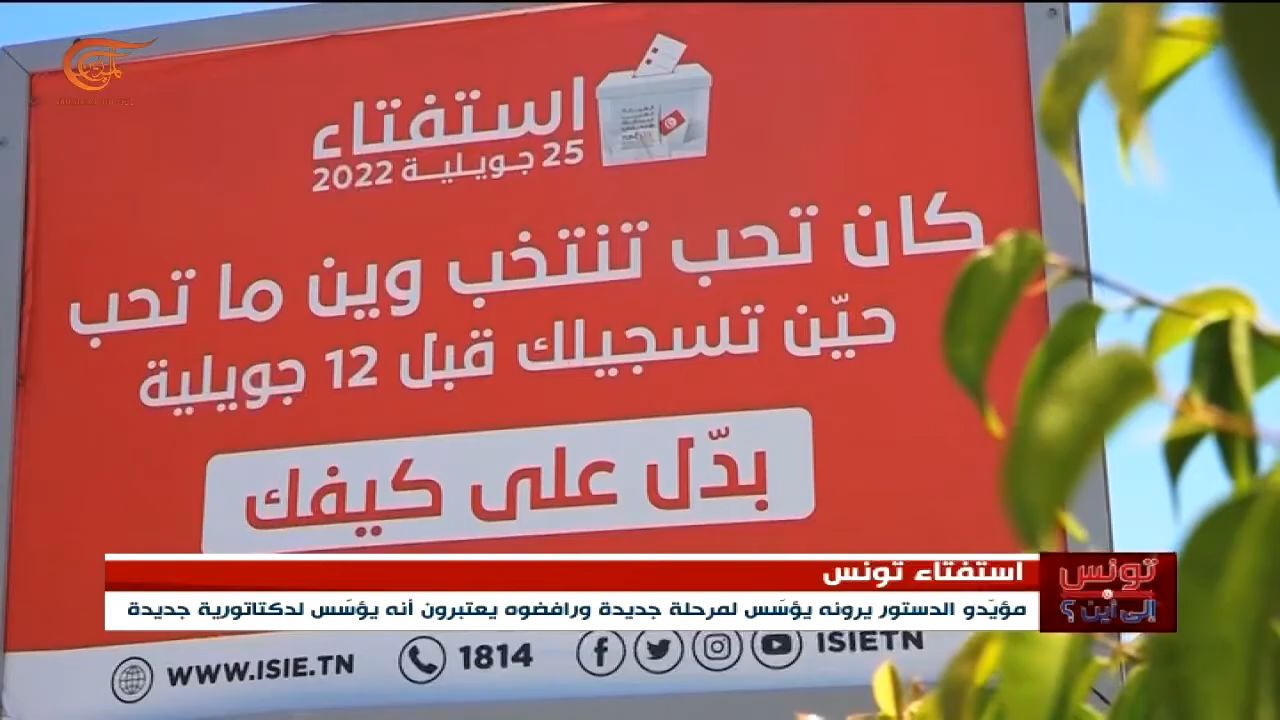 الميادين
استفتاء
25 جويلية 2022
كان تحب تنتخب وين ما تحب
حيّن تسجيلك قبل 12 جويلية
بدّل على كيفك
استفتاء تونس
تونس
إلى أين؟
مؤيّدو الدستور يرونه يؤسّس لمرحلة جديدة ورافضوه يعتبرون أنه يؤسّس لدكتاتورية جديدة
WWW.ISIE.TN
1814
ISIETN